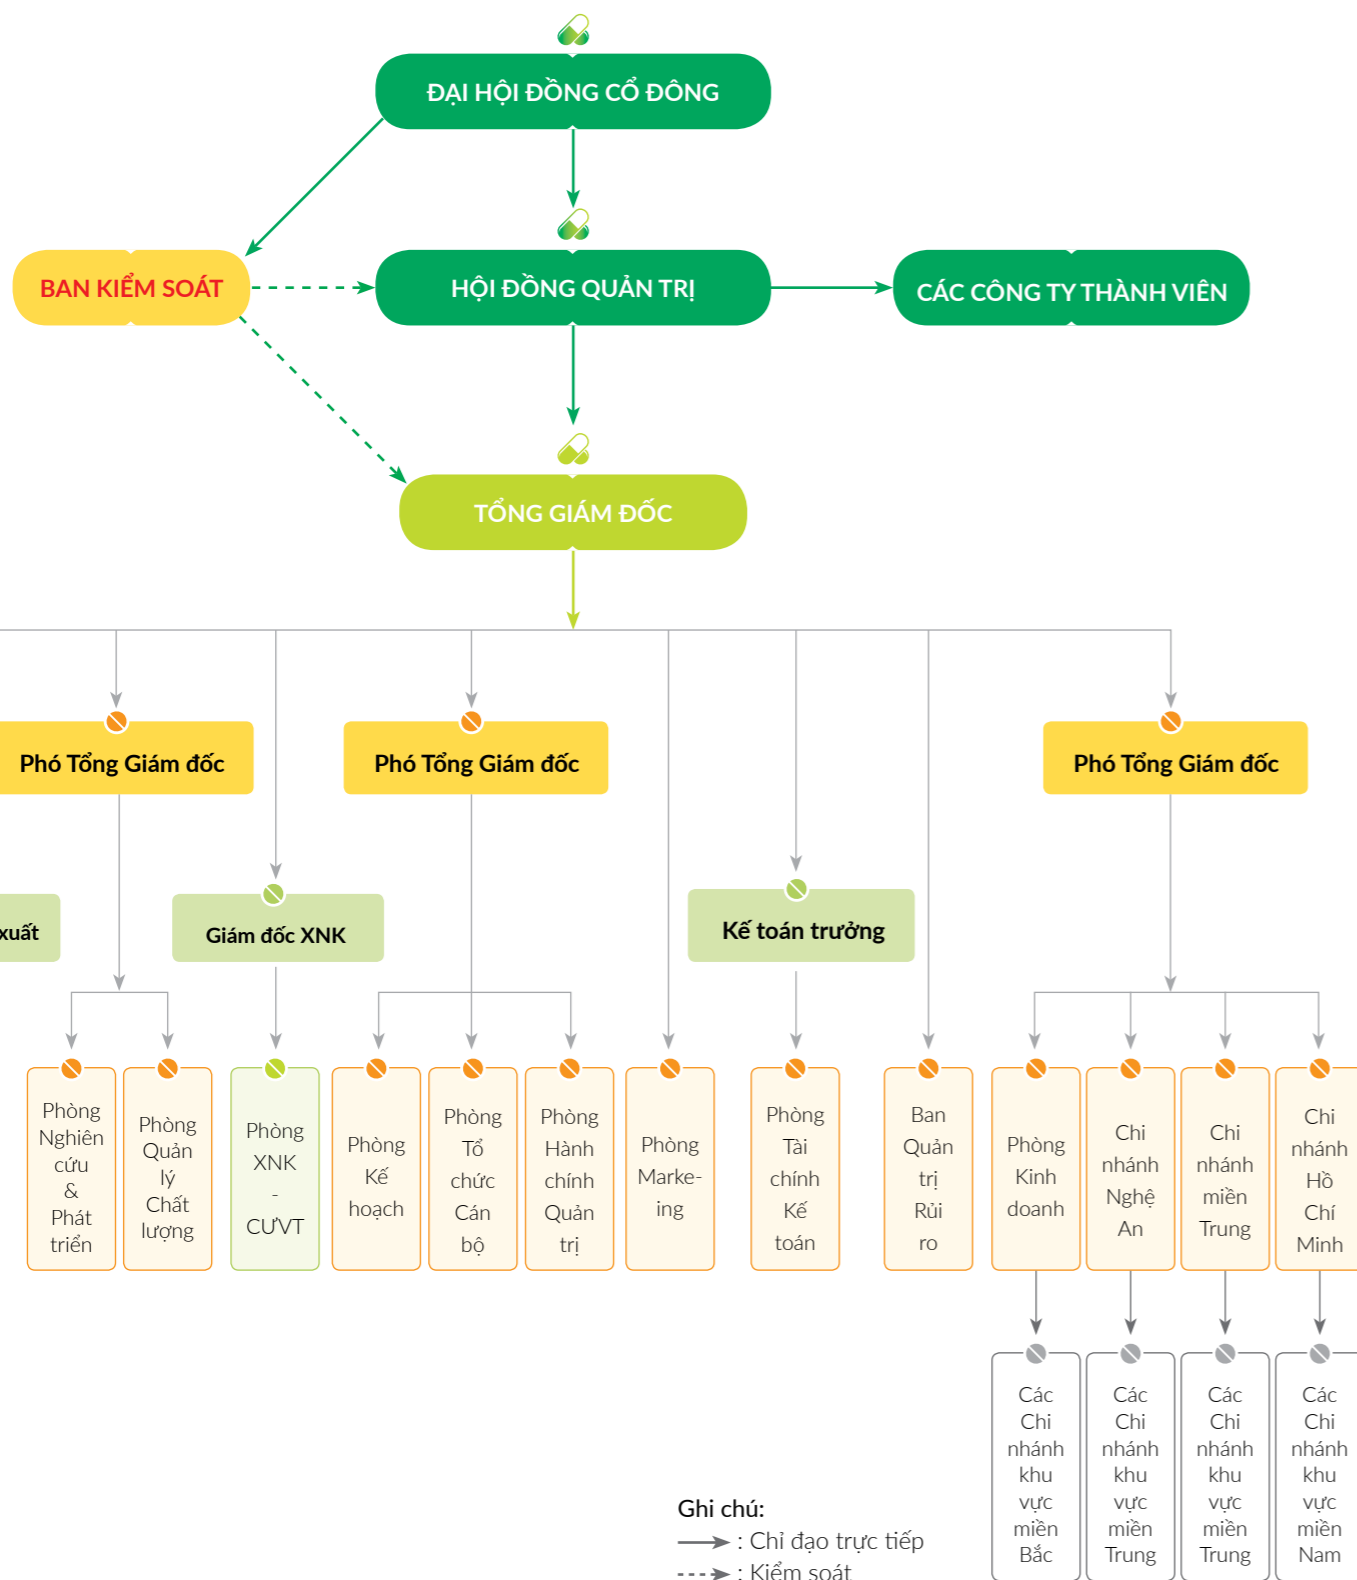 ĐẠI HỘI ĐỒNG CỔ ĐÔNG
BAN KIỂM SOÁT
HỘI ĐỒNG QUẢN TRỊ
CÁC CÔNG TY THÀNH VIÊN
TỔNG GIÁM ĐỐC
Phó Tổng Giám đốc
Phó Tổng Giám đốc
Phó Tổng Giám đốc
xuất
Giám đốc XNK
Kế toán trưởng
Phòng
Nghiên
cứu
&
Phát
triển
Phòng
Quản
lý
Chất
lượng
Phòng
XNK
-
CƯVT
Phòng
Kế
hoạch
Phòng
Tổ
chức
Cán
bộ
Phòng
Hành
chính
Quản
trị
Phòng
Marke-
ing
Phòng
Tài
chính
Kế
toán
Ban
Quản
trị
Rủi
ro
Phòng
Kinh
doanh
Chi
nhánh
Nghệ
An
Chi
nhánh
miền
Trung
Chi
nhánh
Hồ
Chí
Minh
Các
Chi
nhánh
khu
vực
miền
Bắc
Các
Chi
nhánh
khu
vực
miền
Trung
Các
Chi
nhánh
khu
vực
miền
Trung
Các
Chi
nhánh
khu
vực
miền
Nam
Ghi chú:
: Chỉ đạo trực tiếp
: Kiểm soát